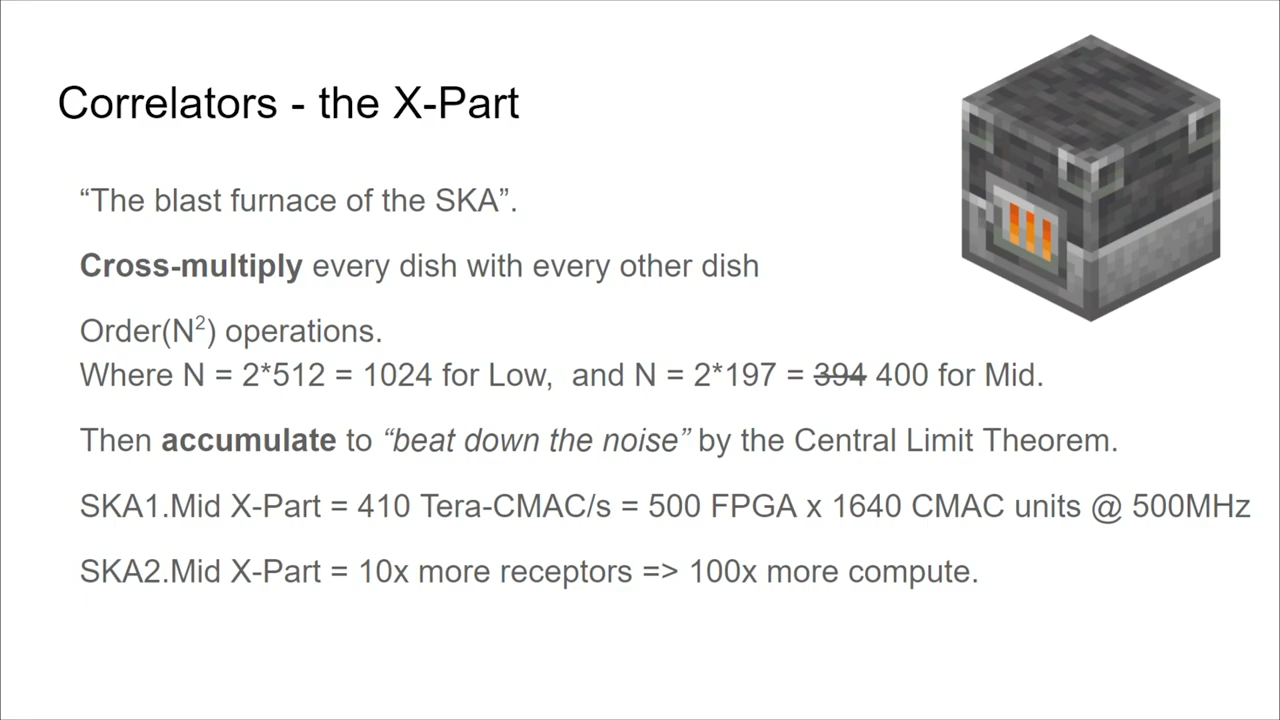 Correlators - the X-Part
“The blast furnace of the SKA”.
Cross-multiply every dish with every other dish
Order(N²) operations.
Where N = 2*512 = 1024 for Low,  and N = 2*197 = 394 400 for Mid.
Then accumulate to “beat down the noise” by the Central Limit Theorem.
SKA1.Mid X-Part = 410 Tera-CMAC/s = 500 FPGA x 1640 CMAC units @ 500MHz
SKA2.Mid X-Part = 10x more receptors => 100x more compute.